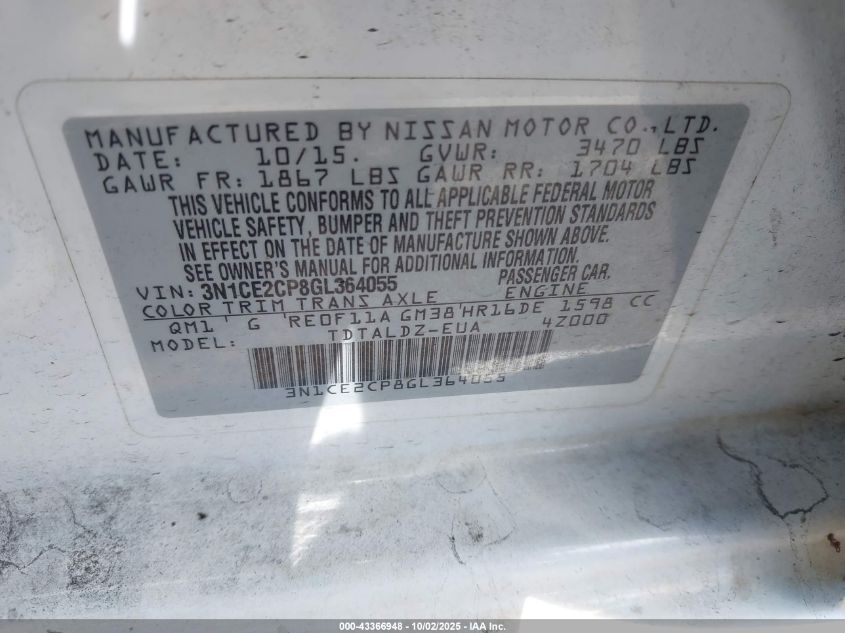 MANUFACTURED BY NISSAN MOTOR CO., LTD.
DATE: 10/15. GVWR: 3470 LBS
GAWR FR: 1867 LBS GAWR RR: 1704 LBS
THIS VEHICLE CONFORMS TO ALL APPLICABLE FEDERAL MOTOR
VEHICLE SAFETY, BUMPER AND THEFT PREVENTION STANDARDS
IN EFFECT ON THE DATE OF MANUFACTURE SHOWN ABOVE.
SEE OWNER'S MANUAL FOR ADDITIONAL INFORMATION.
VIN: 3N1CE2CP8GL364055 PASSENGER CAR.
COLOR TRIM TRANS AXLE ENGINE
QM1 G RE0F11A GM38 HR16DE 1598 CC
MODEL: TDTALDZ-EUA 4Z000
3N1CE2CP8GL364055
000-43366948 - 10/02/2025 - IAA Inc.